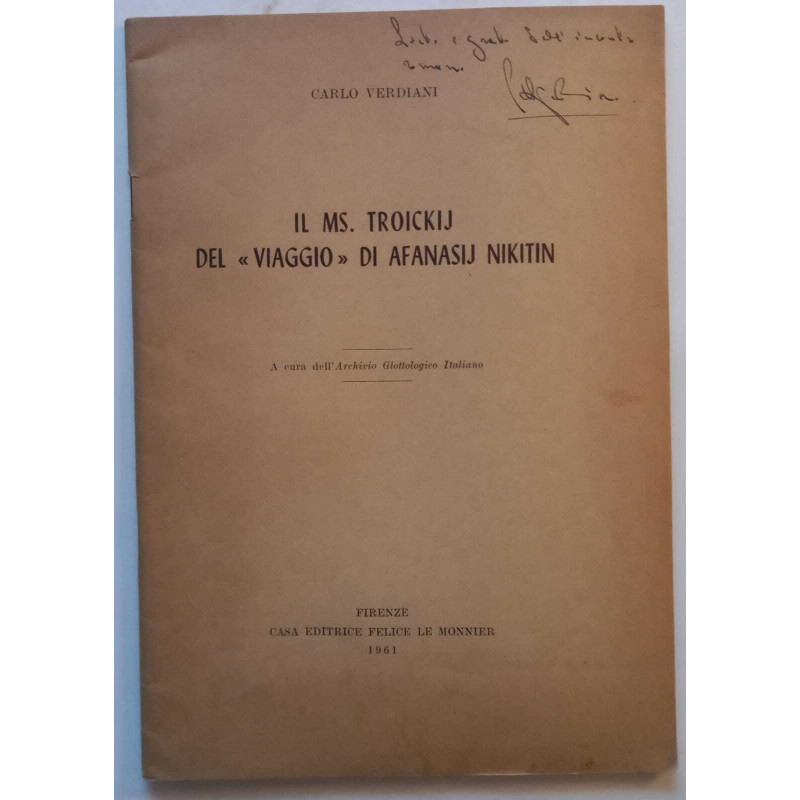 CARLO VERDIANI
IL MS. TROICKIJ
DEL « VIAGGIO » DI AFANASIJ NIKITIN
A cura dell'Archivio Glottologico Italiano
FIRENZE
CASA EDITRICE FELICE LE MONNIER
1961